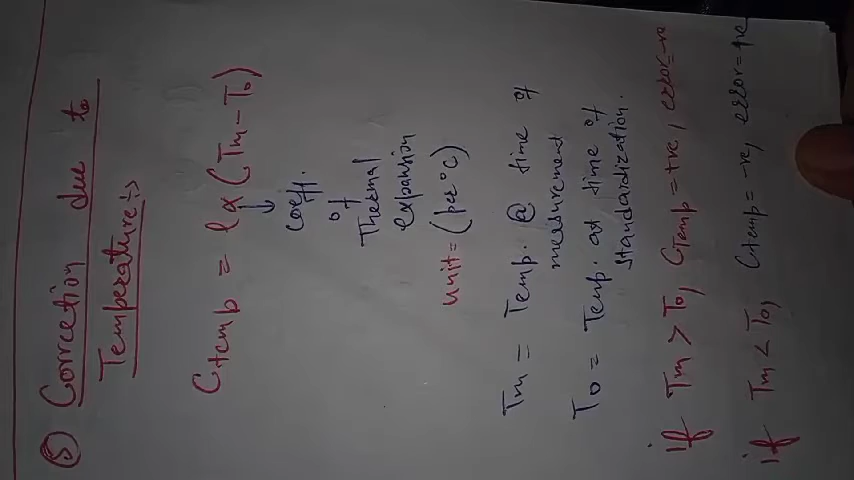 ⑤ Correction due to
Temperature:>
Ctemp = lα(Tm - To)
coeff.
of
Thermal
expansion
unit = (per °C)
Tm = Temp. @ time of
measurement
To = Temp. at time of
standardization.
if Tm > To, CTemp = +ve, error = -ve
if Tm < To, Ctemp = -ve, error = +ve